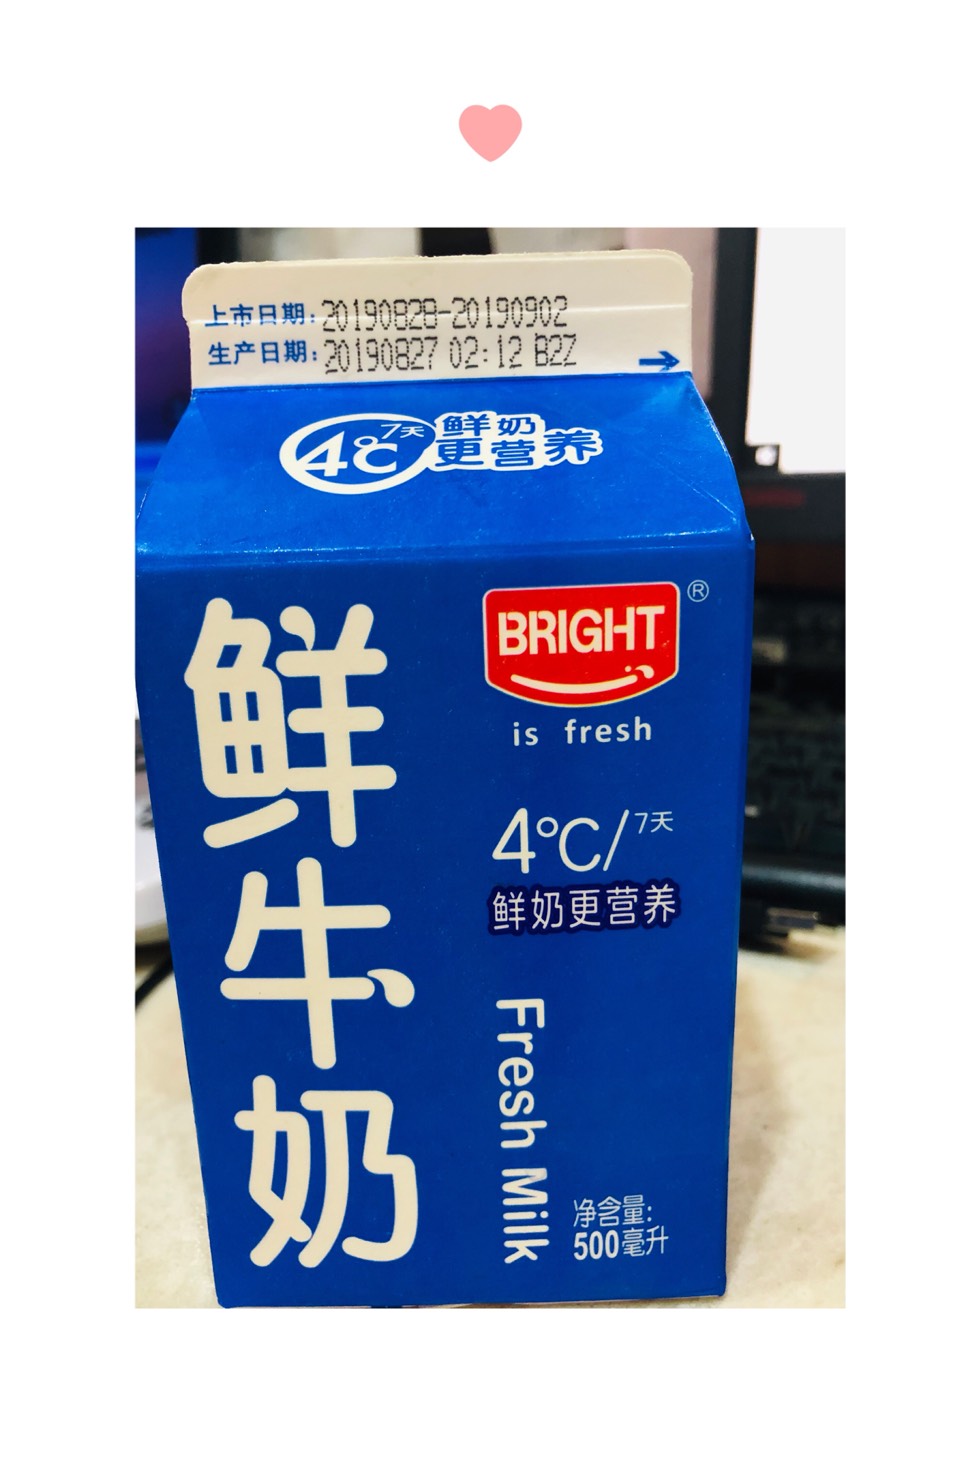 上市日期:20190828-20190902
生产日期:20190827 02:12 B2Z
4℃ 7天
鲜奶
更营养
鲜牛奶
BRIGHT®
is fresh
4℃/7天
鲜奶更营养
Fresh Milk
净含量:
500毫升